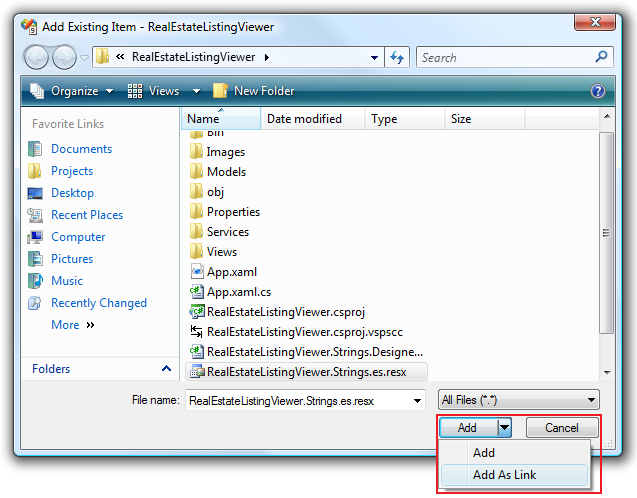 Add Existing Item - RealEstateListingViewer
« RealEstateListingViewer
Search
Organize Views New Folder
Favorite Links
Documents
Projects
Desktop
Recent Places
Computer
Pictures
Music
Recently Changed
More »
Folders
Name Date modified Type Size
Bin
Images
Models
obj
Properties
Services
Views
App.xaml
App.xaml.cs
RealEstateListingViewer.csproj
RealEstateListingViewer.csproj.vspscc
RealEstateListingViewer.Strings.Designe...
RealEstateListingViewer.Strings.es.resx
File name: RealEstateListingViewer.Strings.es.resx All Files (*.*)
Add Cancel
Add
Add As Link